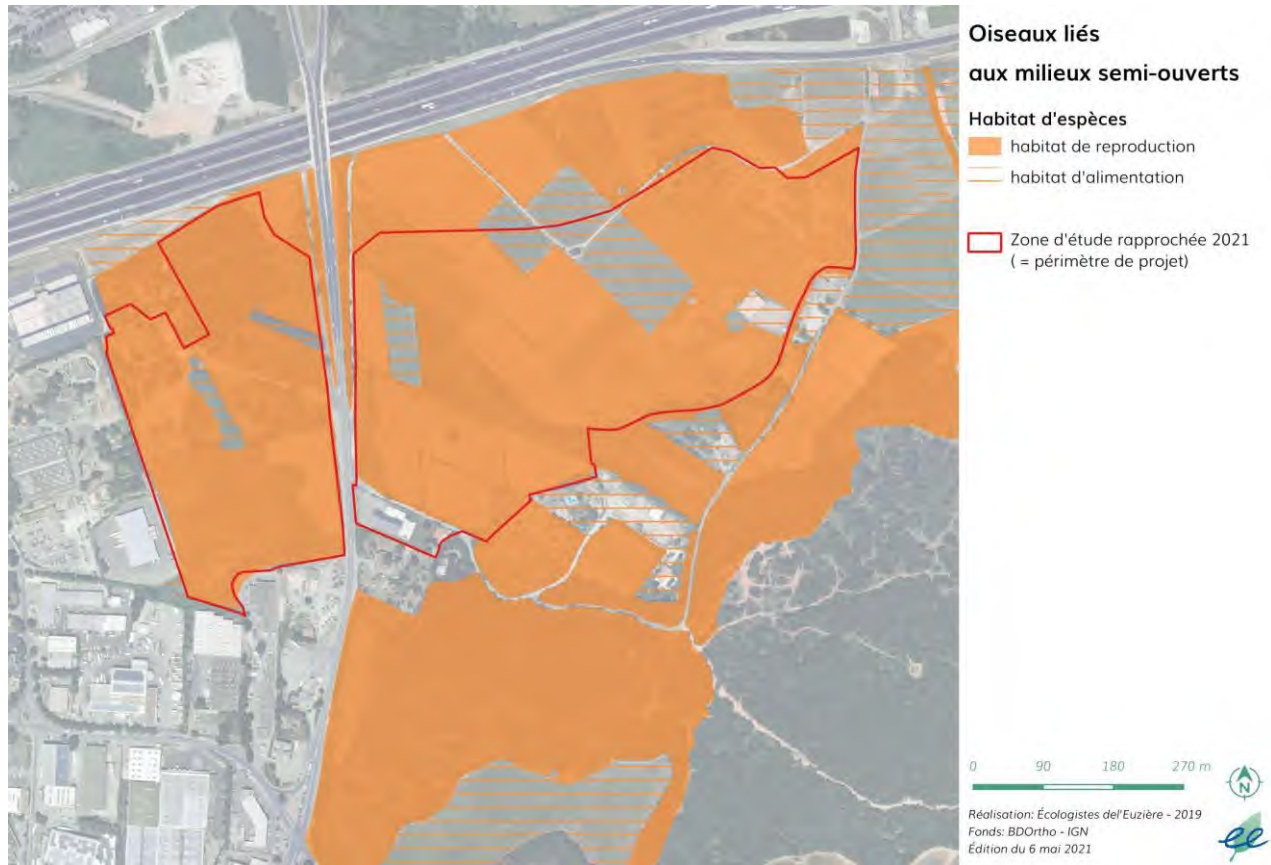 Oiseaux liés
aux milieux semi-ouverts
Habitat d'espèces
habitat de reproduction
habitat d'alimentation
Zone d'étude rapprochée 2021
( = périmètre de projet)
0 90 180 270 m
N
Réalisation: Écologistes del'Euzière - 2019
Fonds: BDOrtho - IGN
Édition du 6 mai 2021
ee